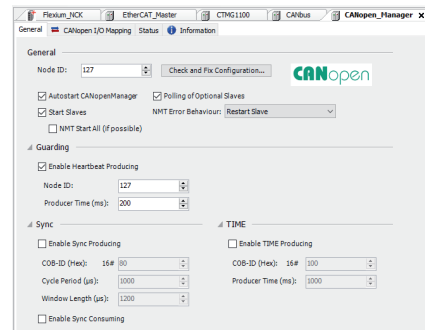 Flexium_NCK EtherCAT_Master CTMG1100 CANbus CANopen_Manager x
General CANopen I/O Mapping Status Information
General
Node ID: 127 Check and Fix Configuration... CANopen
Autostart CANopenManager Polling of Optional Slaves
Start Slaves NMT Error Behaviour: Restart Slave
NMT Start All (if possible)
Guarding
Enable Heartbeat Producing
Node ID: 127
Producer Time (ms): 200
Sync TIME
Enable Sync Producing Enable TIME Producing
COB-ID (Hex): 16# 80 COB-ID (Hex): 16# 100
Cycle Period (µs): 1000 Producer Time (ms): 1000
Window Length (µs): 1200
Enable Sync Consuming